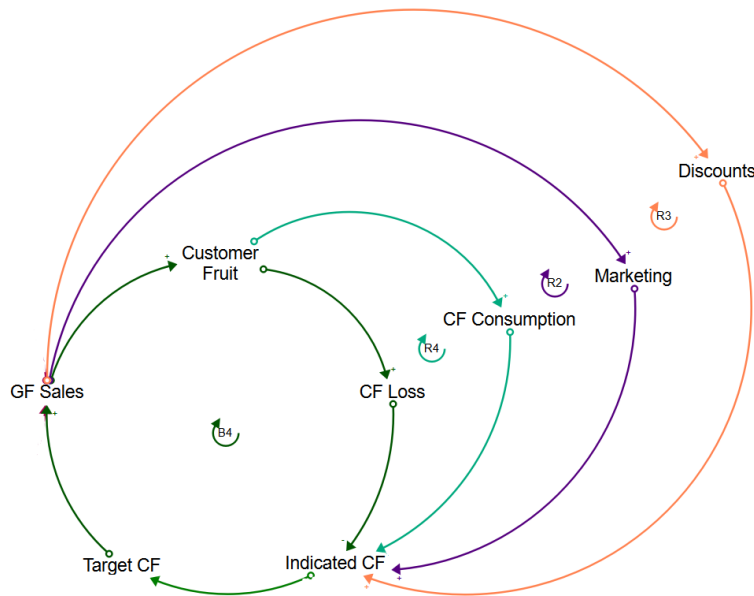 Discounts
R3
Customer
Fruit
Marketing
R2
CF Consumption
R4
GF Sales
CF Loss
B4
Target CF
Indicated CF